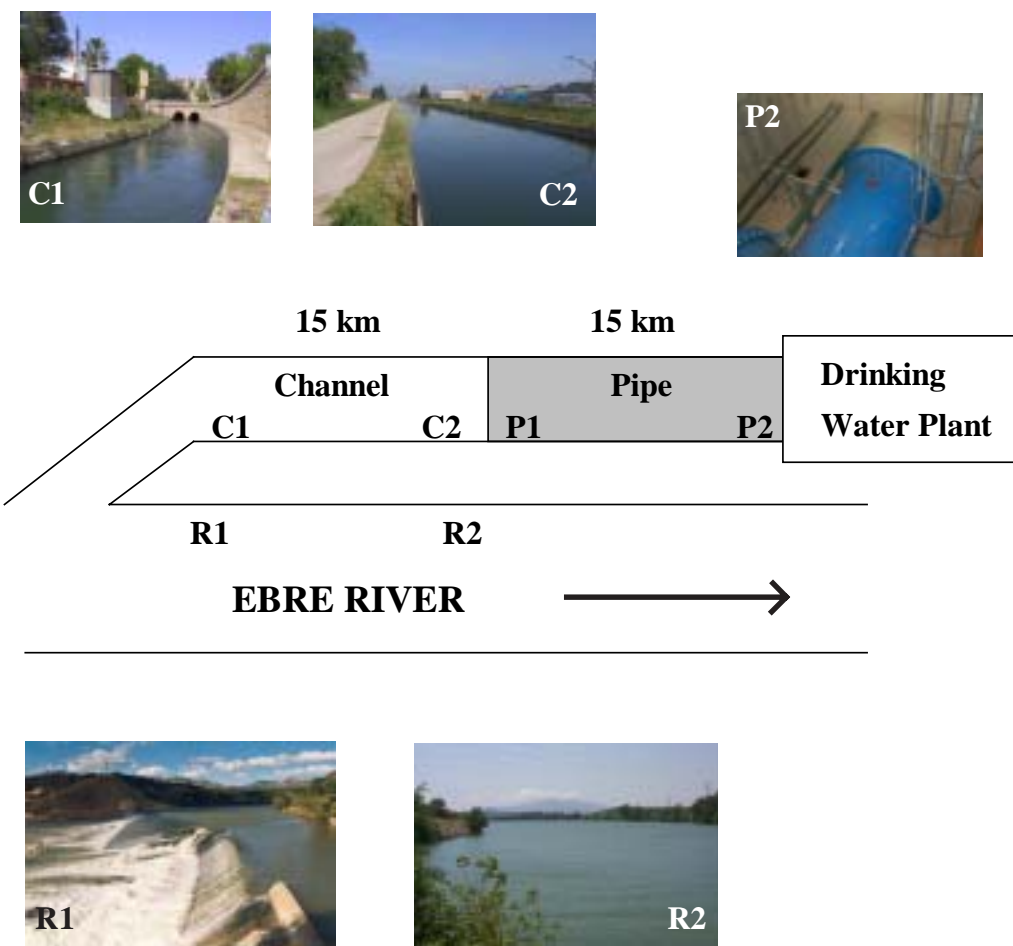 C1
C2
P2
15 km
15 km
Channel
Pipe
Drinking
Water Plant
C1
C2
P1
P2
R1
R2
EBRE RIVER
R1
R2